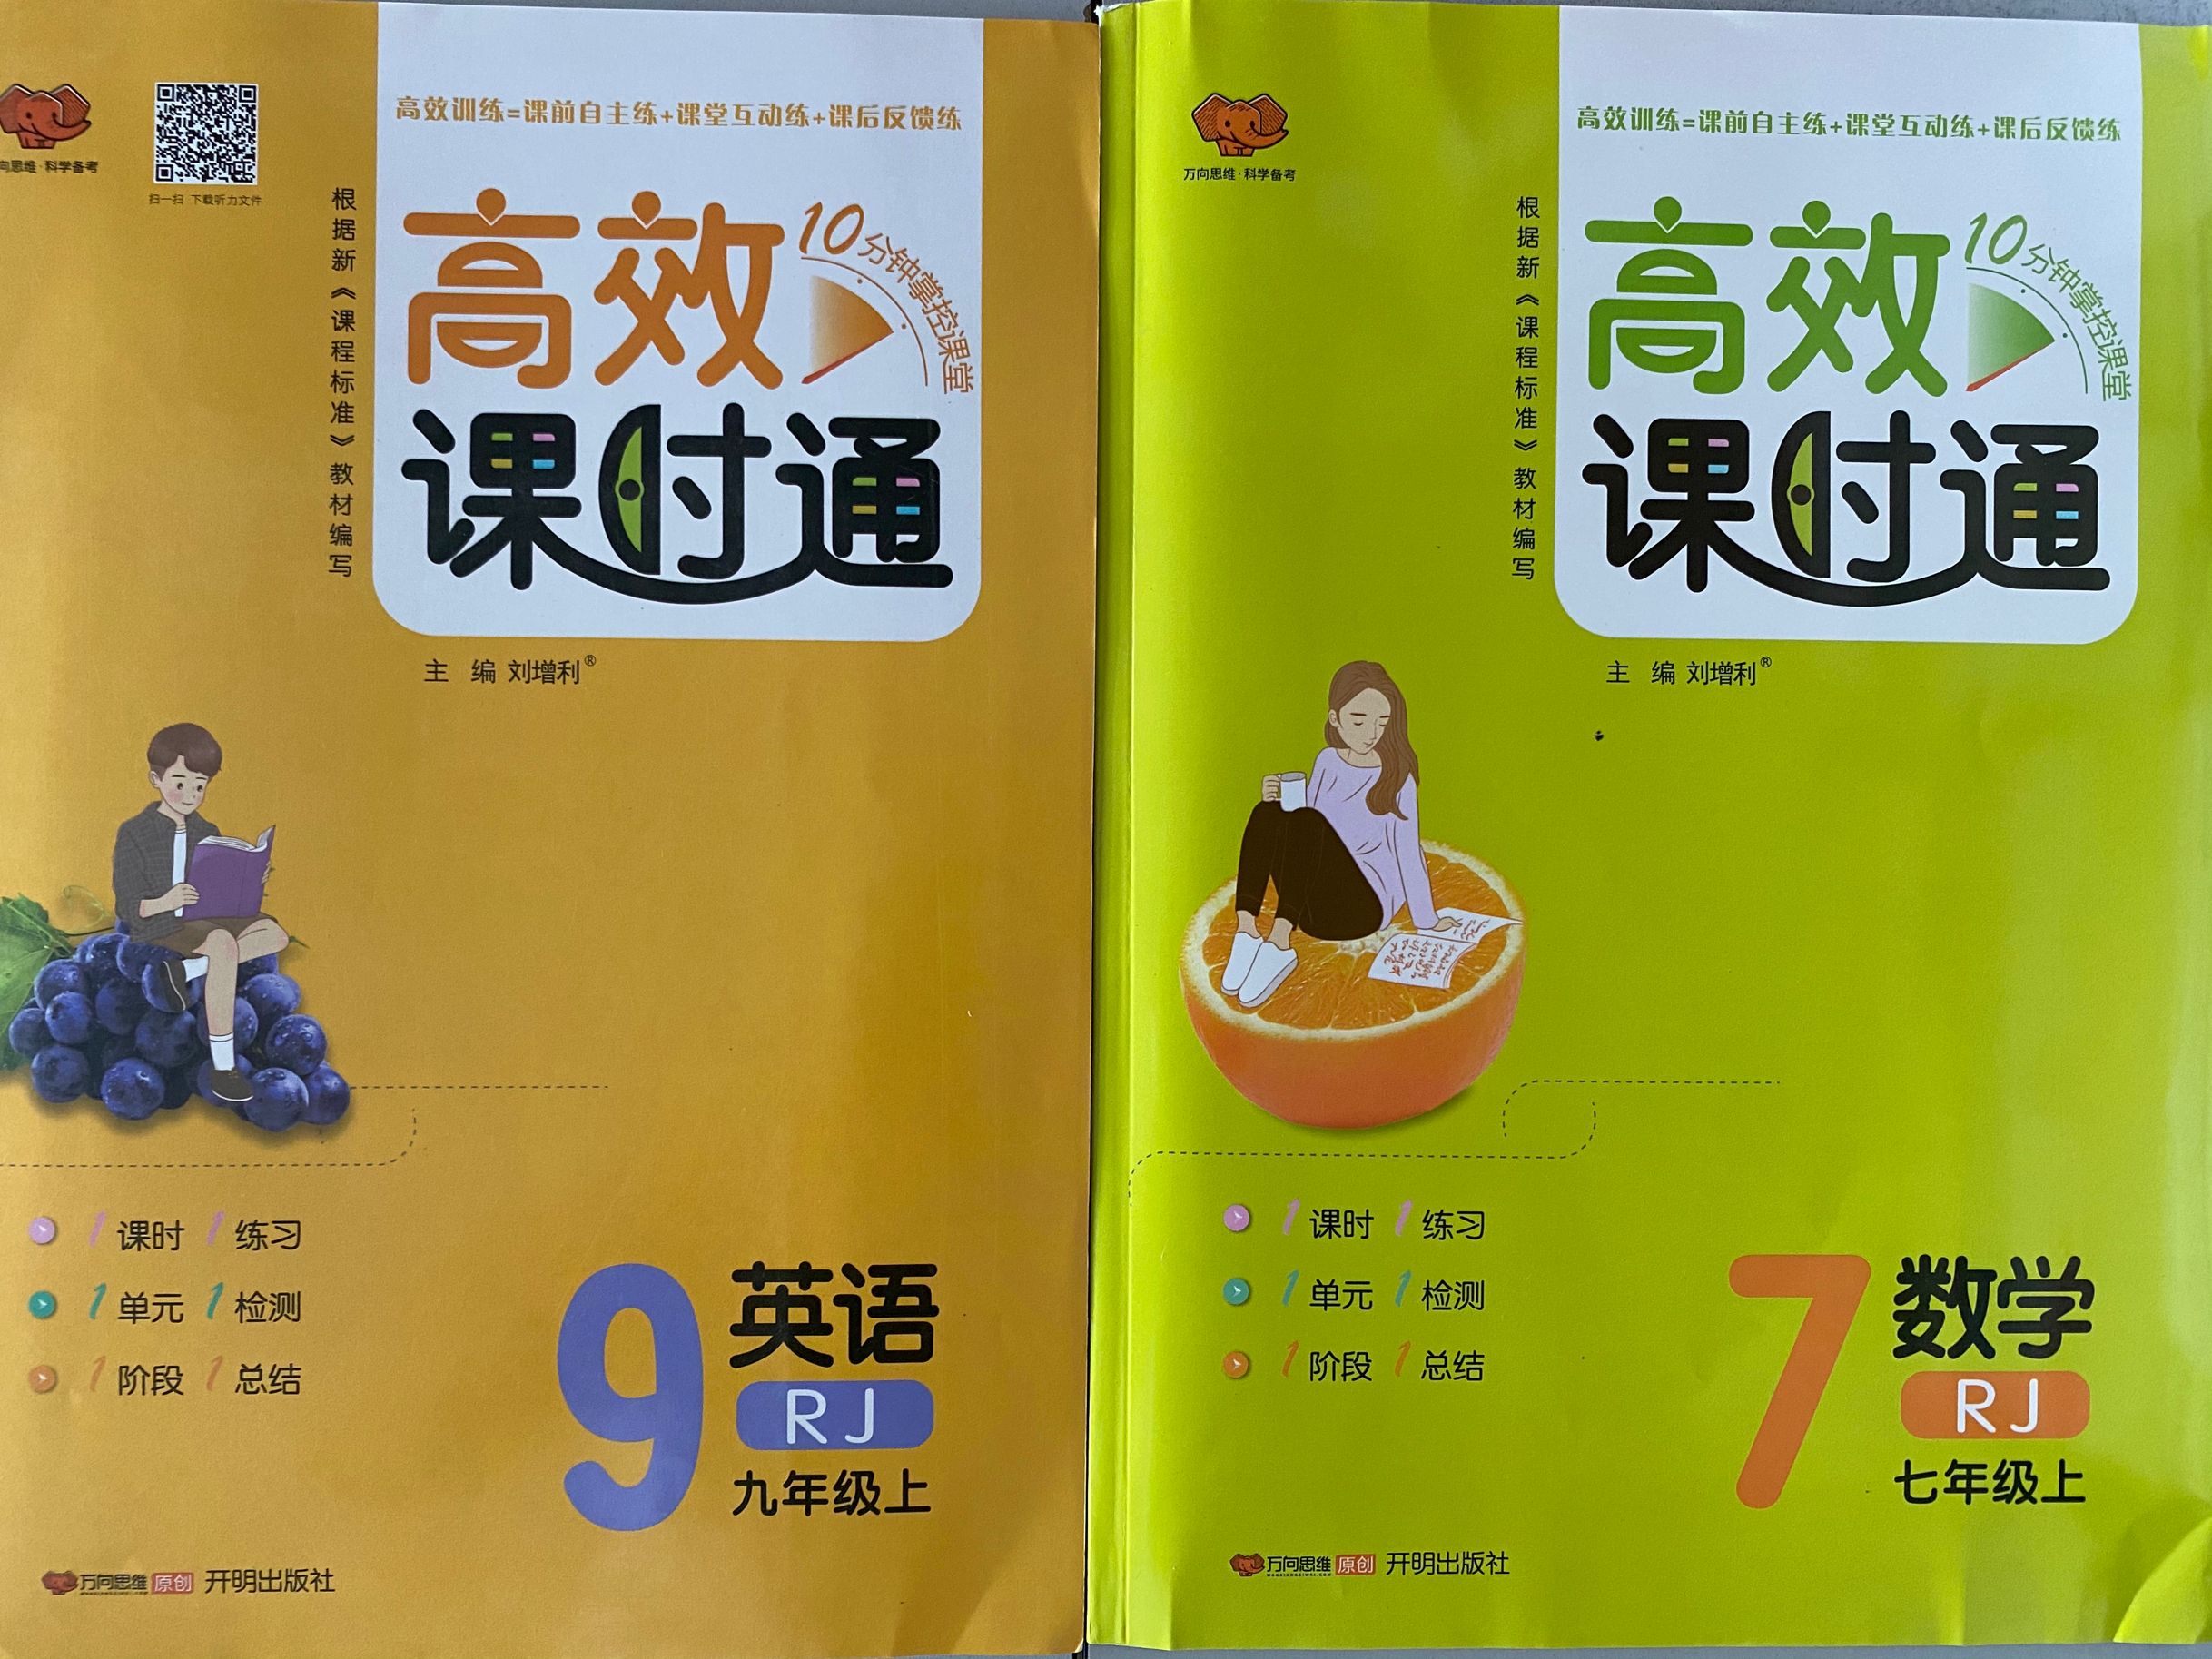 向思维·科学备考
扫一扫 下载听力文件
根据新《课程标准》教材编写
高效训练=课前自主练+课堂互动练+课后反馈练
高效
10分钟掌控课堂
课时通
主 编 刘增利®
1 课时 1 练习
1 单元 1 检测
1 阶段 1 总结
9
英语
RJ
九年级上
万向思维 原创 开明出版社
万向思维·科学备考
根据新《课程标准》教材编写
高效训练=课前自主练+课堂互动练+课后反馈练
高效
10分钟掌控课堂
课时通
主 编 刘增利®
1 课时 1 练习
1 单元 1 检测
1 阶段 1 总结
7
数学
RJ
七年级上
万向思维 原创 开明出版社